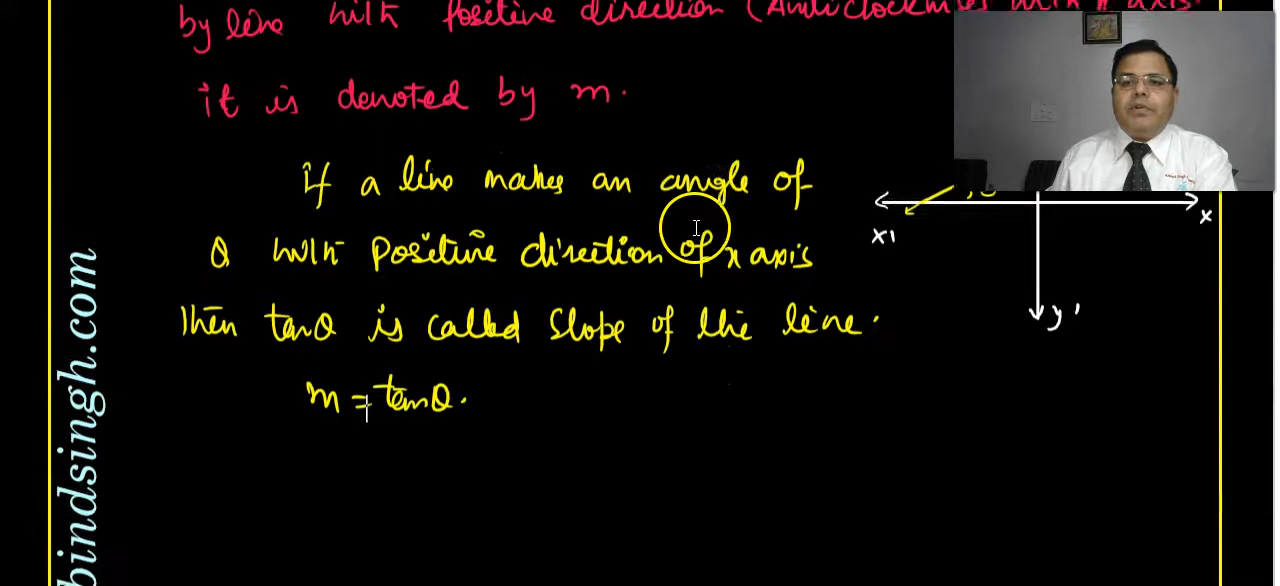 by line with positive direction (Anticlockwise) with x axis.
it is denoted by m.
If a line makes an angle of
θ with positive direction of x axis
then tanθ is called slope of the line.
m = tanθ.
x1
x
y'
bindsingh.com